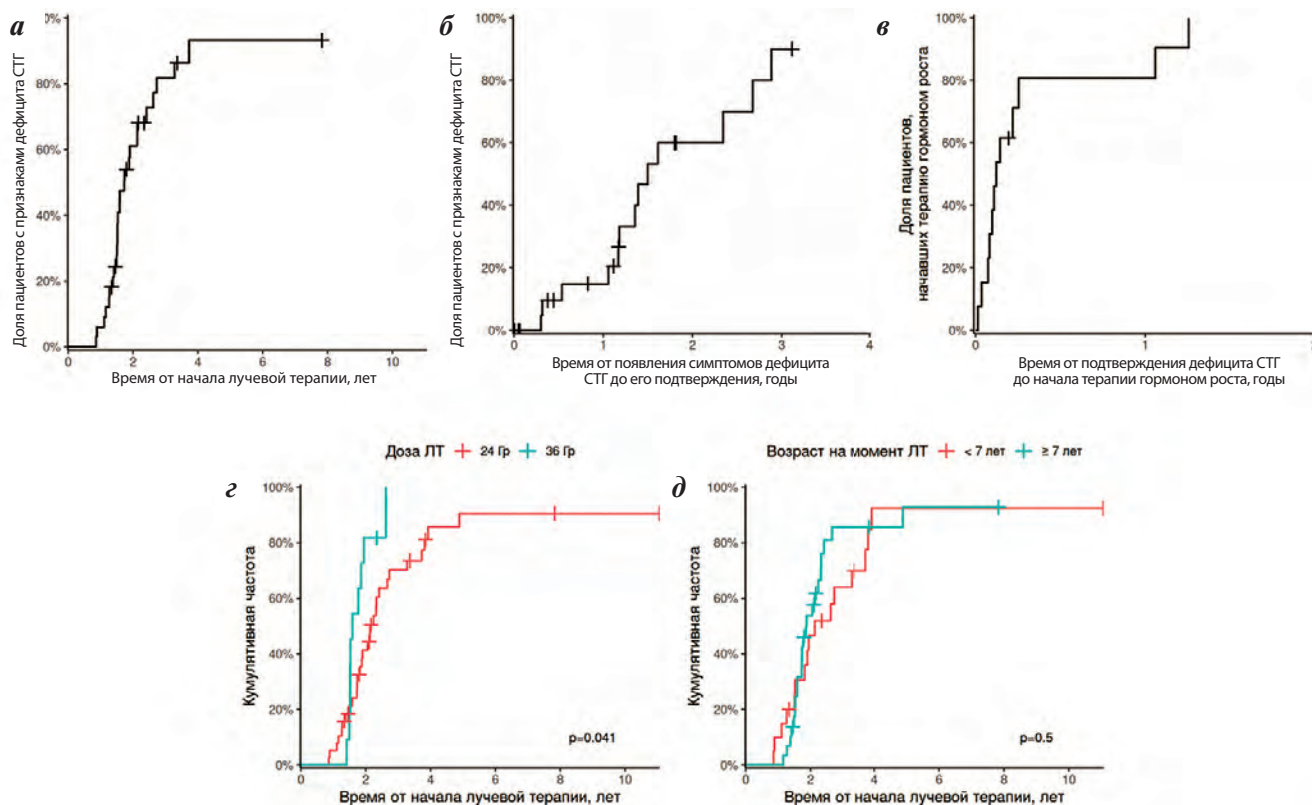 а
Доля пациентов с признаками дефицита СТГ
0%
80%
60%
40%
20%
0%
0 2 4 6 8 10
Время от начала лучевой терапии, лет
б
Доля пациентов с признаками дефицита СТГ
80%
60%
40%
20%
0%
0 1 2 3 4
Время от появления симптомов дефицита
СТГ до его подтверждения, годы
в
Доля пациентов,
начавших терапию гормоном роста
100%
80%
60%
40%
20%
0%
0 1
Время от подтверждения дефицита СТГ
до начала терапии гормоном роста, годы
г
Доза ЛТ 24 Гр 36 Гр
Кумулятивная частота
100%
80%
60%
40%
20%
0%
p=0.041
0 2 4 6 8 10
Время от начала лучевой терапии, лет
д
Возраст на момент ЛТ < 7 лет ≥ 7 лет
Кумулятивная частота
100%
80%
60%
40%
20%
0%
p=0.5
0 2 4 6 8 10
Время от начала лучевой терапии, лет